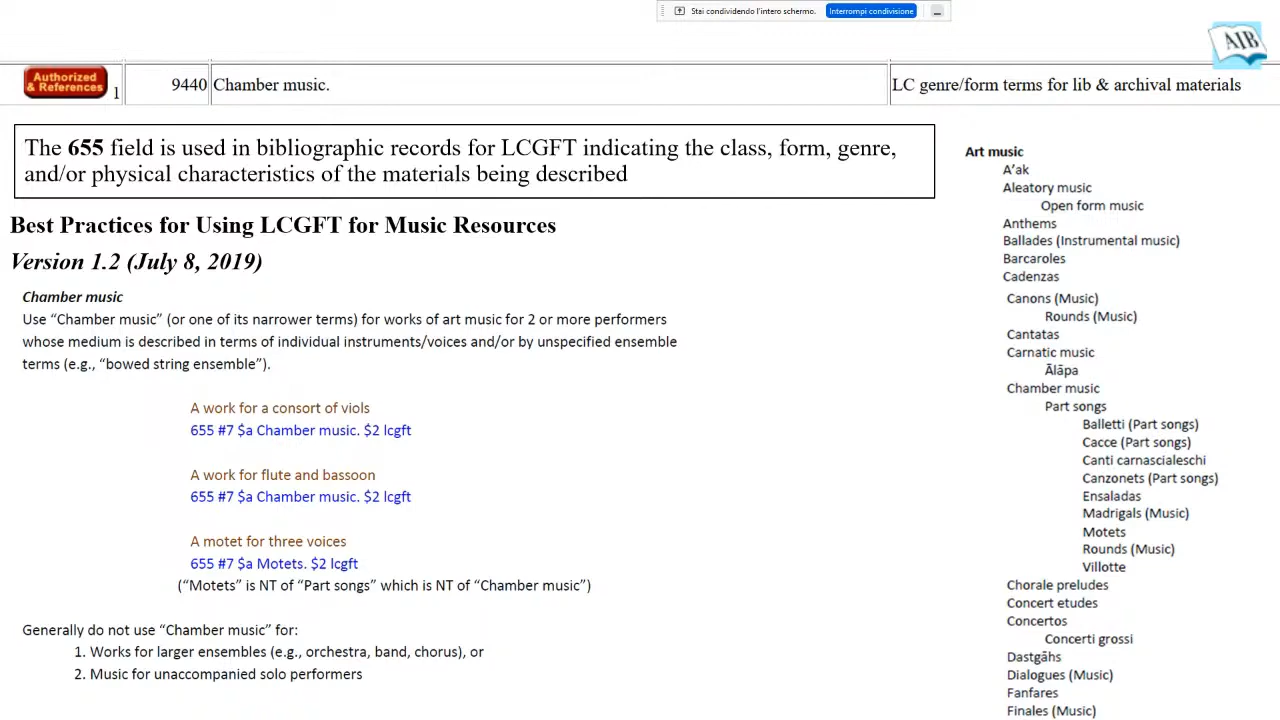 Stai condividendo l'intero schermo. Interrompi condivisione
AIB
Authorized
& References 1 9440 Chamber music. LC genre/form terms for lib & archival materials
The 655 field is used in bibliographic records for LCGFT indicating the class, form, genre,
and/or physical characteristics of the materials being described
Best Practices for Using LCGFT for Music Resources
Version 1.2 (July 8, 2019)
Chamber music
Use “Chamber music” (or one of its narrower terms) for works of art music for 2 or more performers
whose medium is described in terms of individual instruments/voices and/or by unspecified ensemble
terms (e.g., “bowed string ensemble”).
A work for a consort of viols
655 #7 $a Chamber music. $2 lcgft
A work for flute and bassoon
655 #7 $a Chamber music. $2 lcgft
A motet for three voices
655 #7 $a Motets. $2 lcgft
(“Motets” is NT of “Part songs” which is NT of “Chamber music”)
Generally do not use “Chamber music” for:
1. Works for larger ensembles (e.g., orchestra, band, chorus), or
2. Music for unaccompanied solo performers
Art music
A’ak
Aleatory music
Open form music
Anthems
Ballades (Instrumental music)
Barcaroles
Cadenzas
Canons (Music)
Rounds (Music)
Cantatas
Carnatic music
Ālāpa
Chamber music
Part songs
Balletti (Part songs)
Cacce (Part songs)
Canti carnascialeschi
Canzonets (Part songs)
Ensaladas
Madrigals (Music)
Motets
Rounds (Music)
Villotte
Chorale preludes
Concert etudes
Concertos
Concerti grossi
Dastgāhs
Dialogues (Music)
Fanfares
Finales (Music)